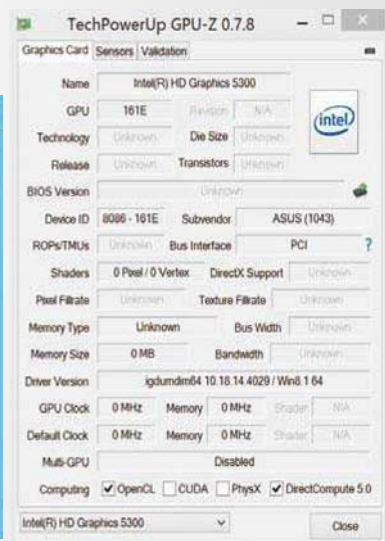 TechPowerUp GPU-Z 0.7.8
Graphics Card Sensors Validation
Name Intel(R) HD Graphics 5300
GPU 161E Revision N/A
intel
Technology Unknown Die Size Unknown
Release Unknown Transistors Unknown
BIOS Version Unknown
Device ID 8086 - 161E Subvendor ASUS (1043)
ROPs/TMUs Unknown Bus Interface PCI ?
Shaders 0 Pixel / 0 Vertex DirectX Support Unknown
Pixel Fillrate Unknown Texture Fillrate Unknown
Memory Type Unknown Bus Width Unknown
Memory Size 0 MB Bandwidth Unknown
Driver Version igdumdim64 10.18.14.4029 / Win8.1 64
GPU Clock 0 MHz Memory 0 MHz Shader N/A
Default Clock 0 MHz Memory 0 MHz Shader N/A
Multi-GPU Disabled
Computing OpenCL CUDA PhysX DirectCompute 5.0
Intel(R) HD Graphics 5300 Close